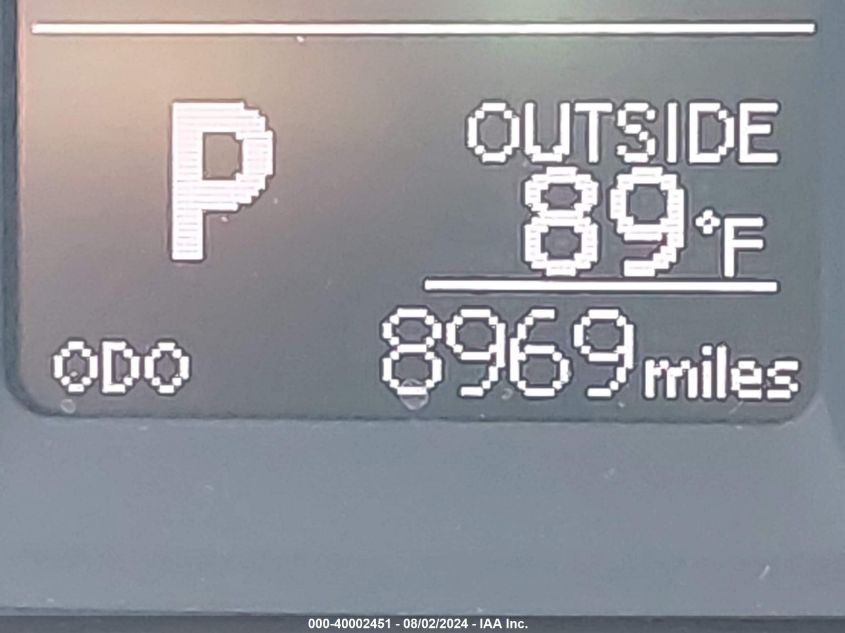 P
OUTSIDE
89°F
ODO 8969 miles
000-40002451 - 08/02/2024 - IAA Inc.